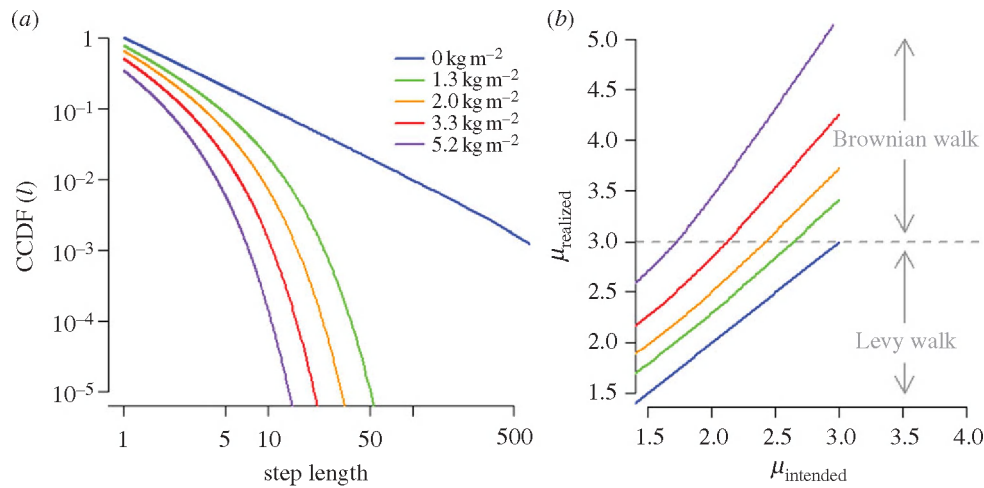 (a)
1
10⁻¹
10⁻²
10⁻³
10⁻⁴
10⁻⁵
CCDF (l)
1 5 10 50 500
step length
0 kg m⁻²
1.3 kg m⁻²
2.0 kg m⁻²
3.3 kg m⁻²
5.2 kg m⁻²
(b)
5.0
4.5
4.0
3.5
3.0
2.5
2.0
1.5
μrealized
Brownian walk
Levy walk
1.5 2.0 2.5 3.0 3.5 4.0
μintended